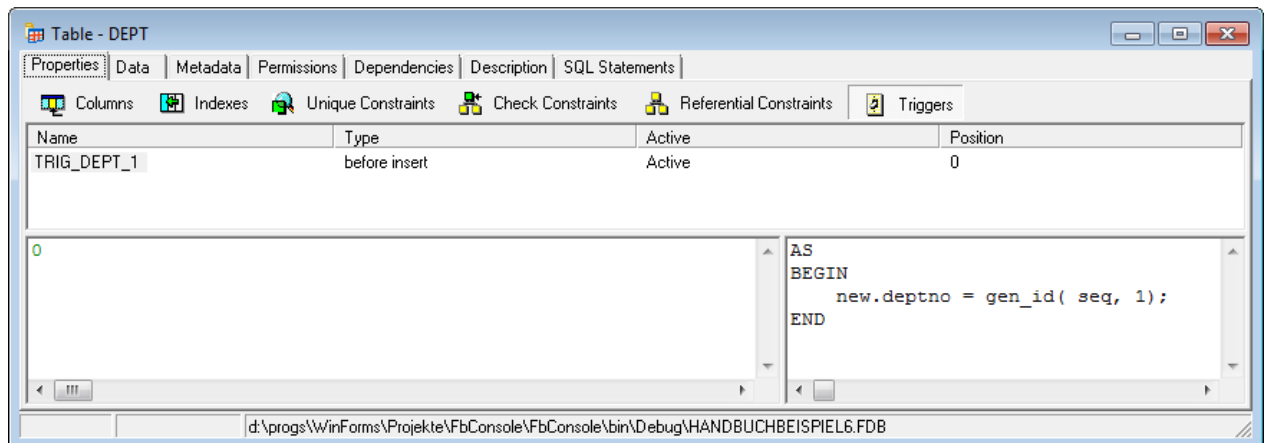 Table - DEPT
Properties Data Metadata Permissions Dependencies Description SQL Statements
Columns Indexes Unique Constraints Check Constraints Referential Constraints Triggers
Name Type Active Position
TRIG_DEPT_1 before insert Active 0
0
AS
BEGIN
new.deptno = gen_id( seq, 1);
END
d:\progs\WinForms\Projekte\FbConsole\FbConsole\bin\Debug\HANDBUCHBEISPIEL6.FDB